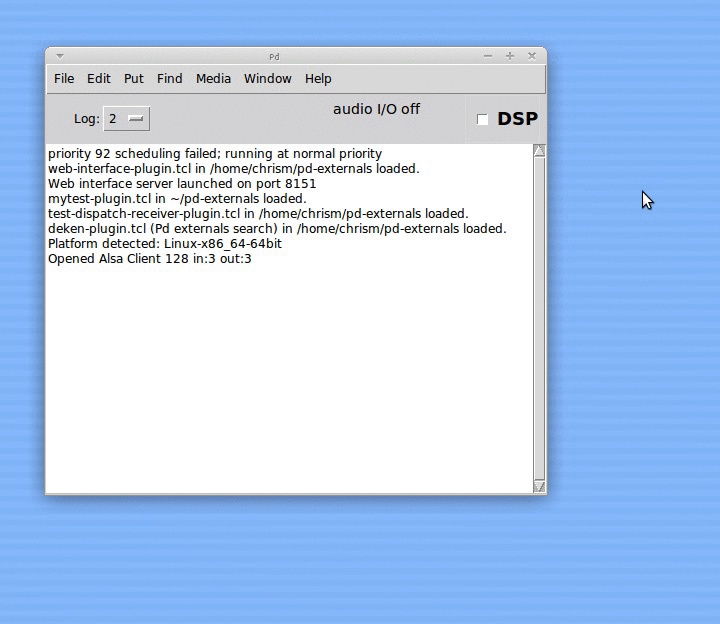 Pd
File Edit Put Find Media Window Help
Log: 2
audio I/O off
DSP
priority 92 scheduling failed; running at normal priority
web-interface-plugin.tcl in /home/chrism/pd-externals loaded.
Web interface server launched on port 8151
mytest-plugin.tcl in ~/pd-externals loaded.
test-dispatch-receiver-plugin.tcl in /home/chrism/pd-externals loaded.
deken-plugin.tcl (Pd externals search) in /home/chrism/pd-externals loaded.
Platform detected: Linux-x86_64-64bit
Opened Alsa Client 128 in:3 out:3